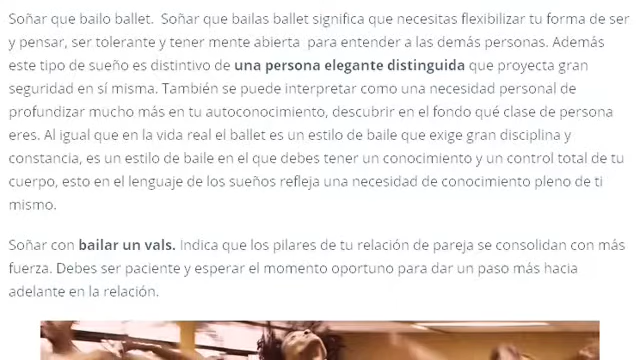 Soñar que bailo ballet.  Soñar que bailas ballet significa que necesitas flexibilizar tu forma de ser
y pensar, ser tolerante y tener mente abierta  para entender a las demás personas. Además
este tipo de sueño es distintivo de una persona elegante distinguida que proyecta gran
seguridad en sí misma. También se puede interpretar como una necesidad personal de
profundizar mucho más en tu autoconocimiento, descubrir en el fondo qué clase de persona
eres. Al igual que en la vida real el ballet es un estilo de baile que exige gran disciplina y
constancia, es un estilo de baile en el que debes tener un conocimiento y un control total de tu
cuerpo, esto en el lenguaje de los sueños refleja una necesidad de conocimiento pleno de ti
mismo.
Soñar con bailar un vals. Indica que los pilares de tu relación de pareja se consolidan con más
fuerza. Debes ser paciente y esperar el momento oportuno para dar un paso más hacia
adelante en la relación.